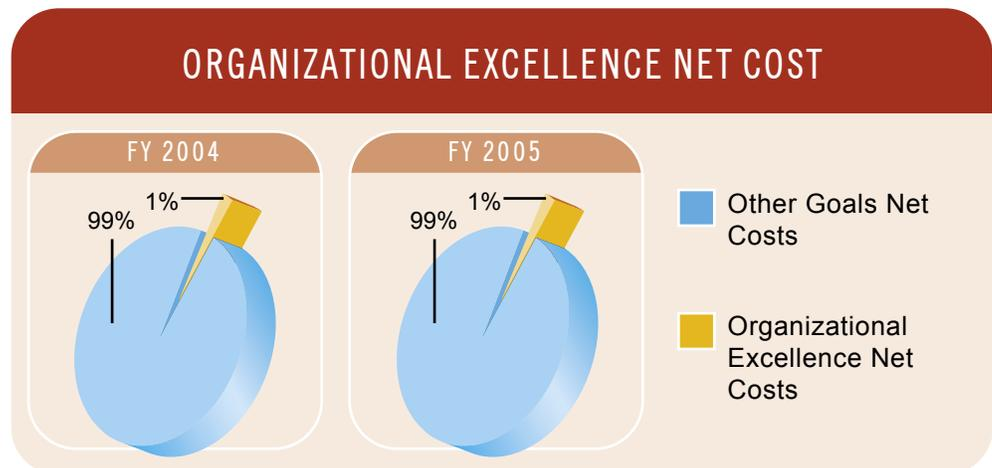 ORGANIZATIONAL EXCELLENCE NET COST
FY 2004
FY 2005
1%
99%
1%
99%
Other Goals Net
Costs
Organizational
Excellence Net
Costs